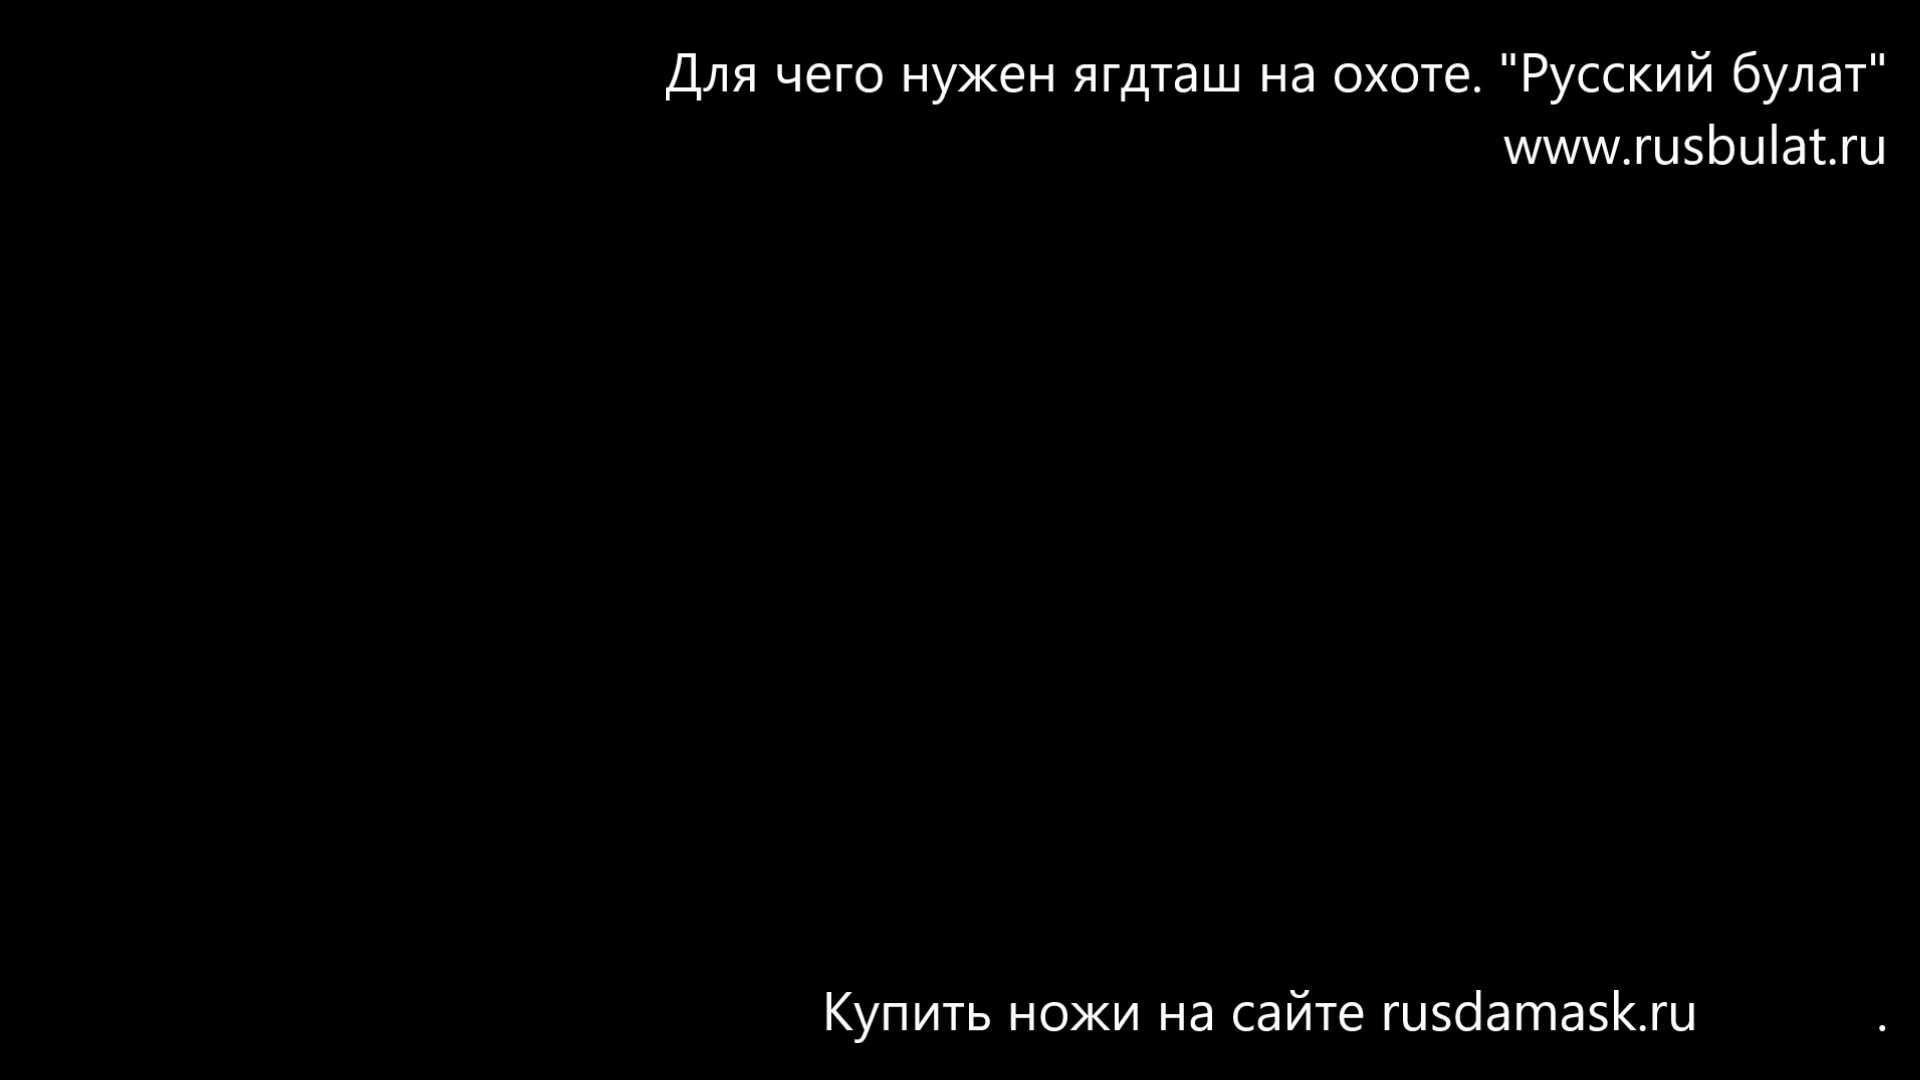 Для чего нужен ягдташ на охоте. "Русский булат"
www.rusbulat.ru
Купить ножи на сайте rusdamask.ru .